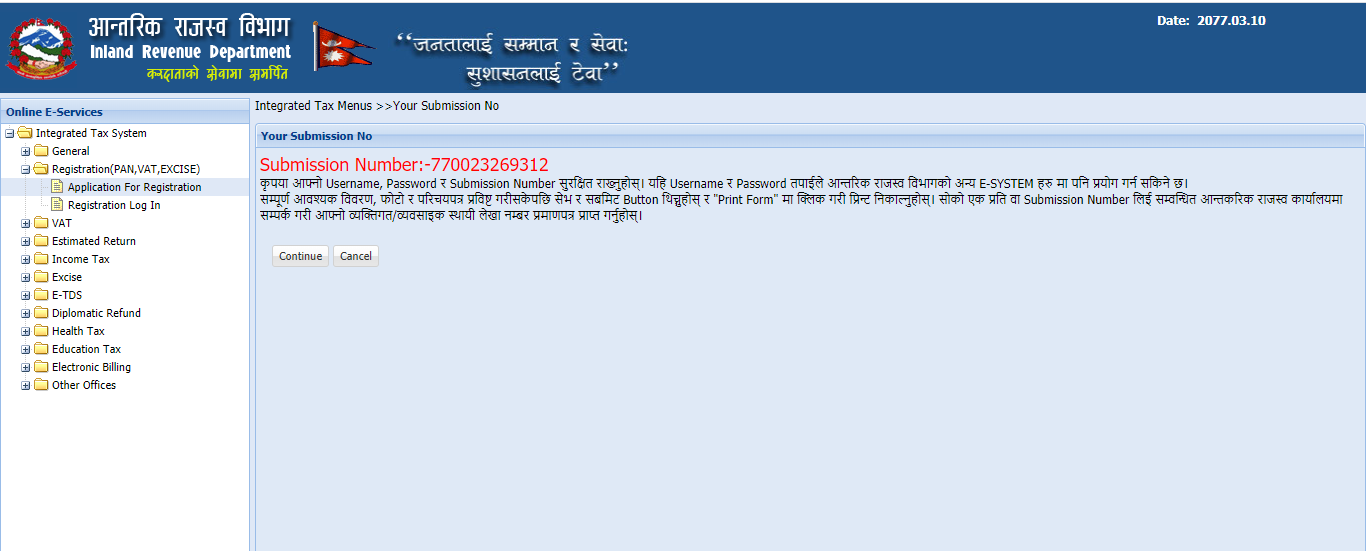 आन्तरिक राजस्व विभाग
Inland Revenue Department
करदाताको सेवामा समर्पित
‘‘जनतालाई सम्मान र सेवाः
सुशासनलाई टेवा’’
Date: 2077.03.10
Online E-Services
Integrated Tax System
General
Registration(PAN,VAT,EXCISE)
Application For Registration
Registration Log In
VAT
Estimated Return
Income Tax
Excise
E-TDS
Diplomatic Refund
Health Tax
Education Tax
Electronic Billing
Other Offices
Integrated Tax Menus >>Your Submission No
Your Submission No
Submission Number:-770023269312
कृपया आफ्नो Username, Password र Submission Number सुरक्षित राख्नुहोस्। यहि Username र Password तपाईले आन्तरिक राजस्व विभागको अन्य E-SYSTEM हरु मा पनि प्रयोग गर्न सकिने छ।
सम्पूर्ण आवश्यक विवरण, फोटो र परिचयपत्र प्रविष्ट गरीसकेपछि सेभ र सबमिट Button थिच्नुहोस् र "Print Form" मा क्लिक गरी प्रिन्ट निकाल्नुहोस्। सोको एक प्रति वा Submission Number लिई सम्वन्धित आन्तकरिक राजस्व कार्यालयमा
सम्पर्क गरी आफ्नो व्यक्तिगत/व्यवसाइक स्थायी लेखा नम्बर प्रमाणपत्र प्राप्त गर्नुहोस्।
Continue Cancel